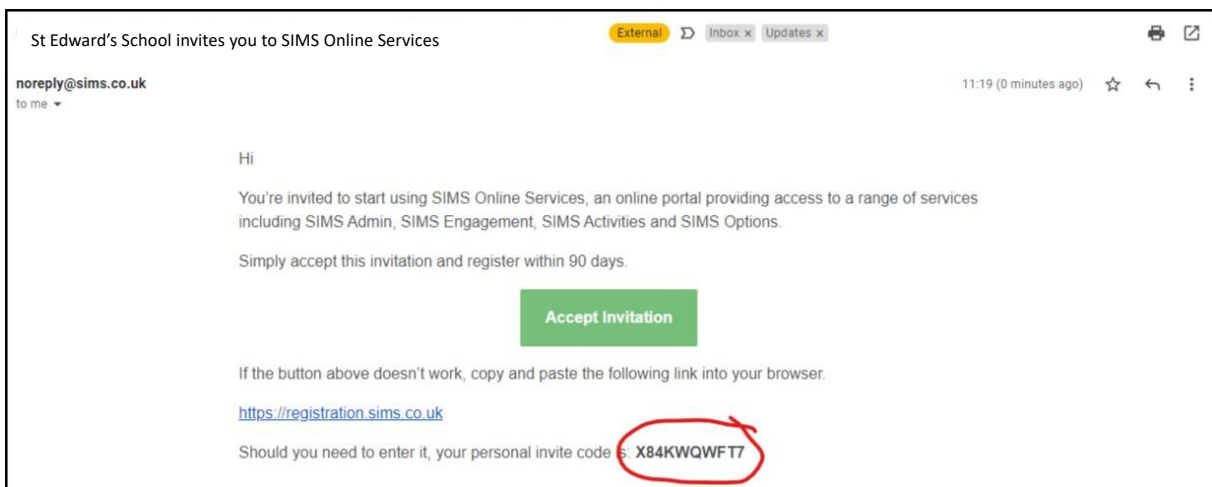 St Edward’s School invites you to SIMS Online Services
External Inbox x Updates x
noreply@sims.co.uk
11:19 (0 minutes ago)
to me
Hi
You're invited to start using SIMS Online Services, an online portal providing access to a range of services
including SIMS Admin, SIMS Engagement, SIMS Activities and SIMS Options.
Simply accept this invitation and register within 90 days.
Accept Invitation
If the button above doesn't work, copy and paste the following link into your browser.
https://registration.sims.co.uk
Should you need to enter it, your personal invite code is: X84KWQWFT7